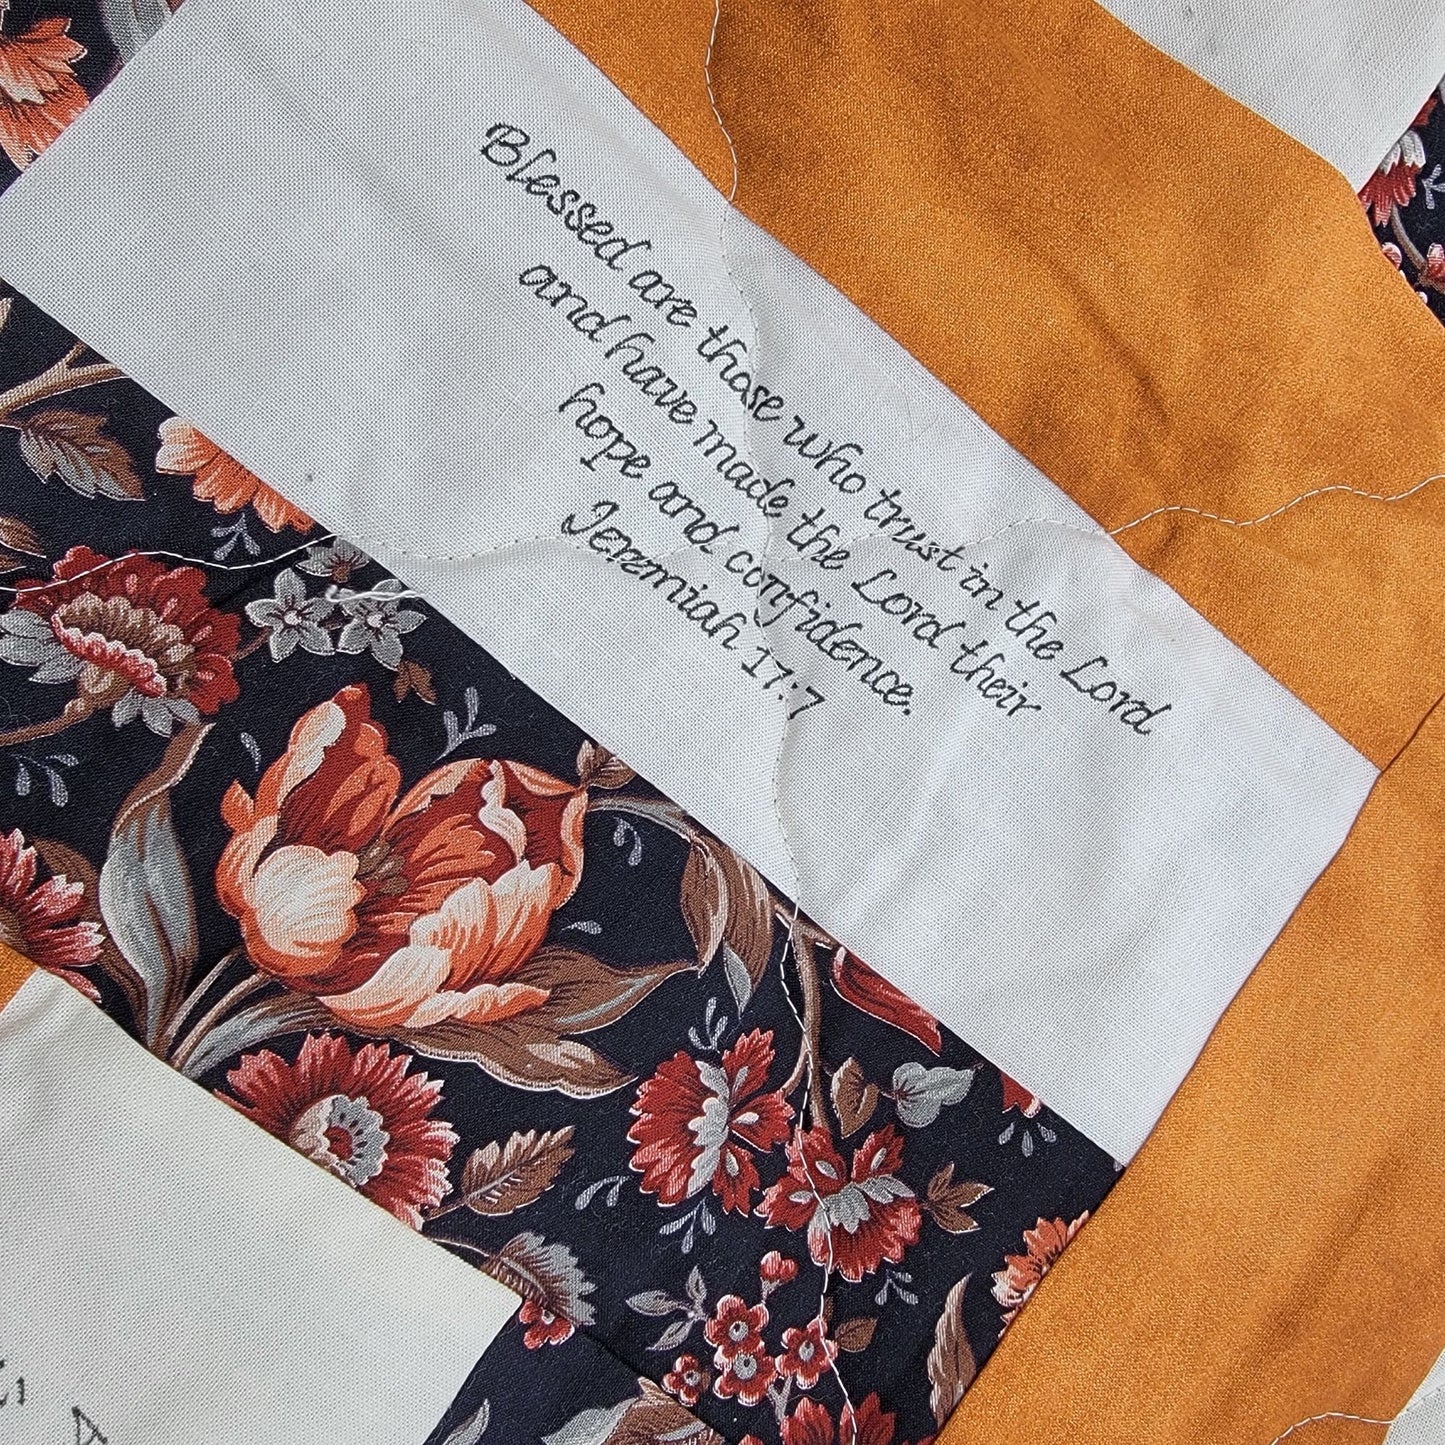 Blessed are those who trust in the Lord
and have made the Lord their
hope and confidence.
Jeremiah 17:7